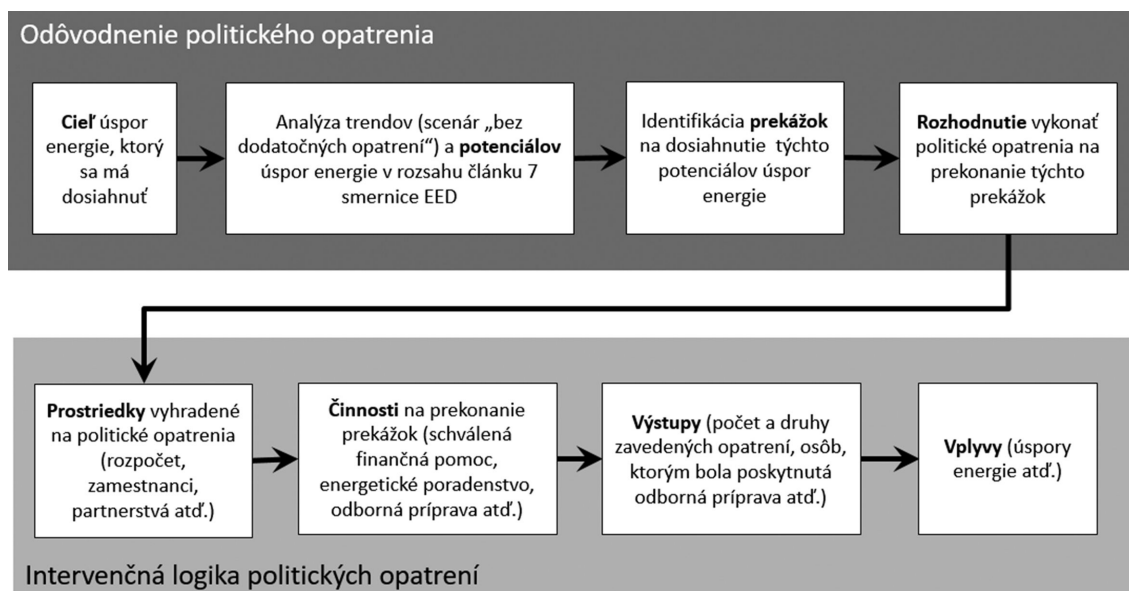 Odôvodnenie politického opatrenia
Cieľ úspor
energie, ktorý
sa má
dosiahnuť
Analýza trendov (scenár „bez
dodatočných opatrení“) a potenciálov
úspor energie v rozsahu článku 7
smernice EED
Identifikácia prekážok
na dosiahnutie týchto
potenciálov úspor
energie
Rozhodnutie vykonať
politické opatrenia na
prekonanie týchto
prekážok
Prostriedky vyhradené
na politické opatrenia
(rozpočet,
zamestnanci,
partnerstvá atď.)
Činnosti na prekonanie
prekážok (schválená
finančná pomoc,
energetické poradenstvo,
odborná príprava atď.)
Výstupy (počet a druhy
zavedených opatrení, osôb,
ktorým bola poskytnutá
odborná príprava atď.)
Vplyvy (úspory
energie atď.)
Intervenčná logika politických opatrení